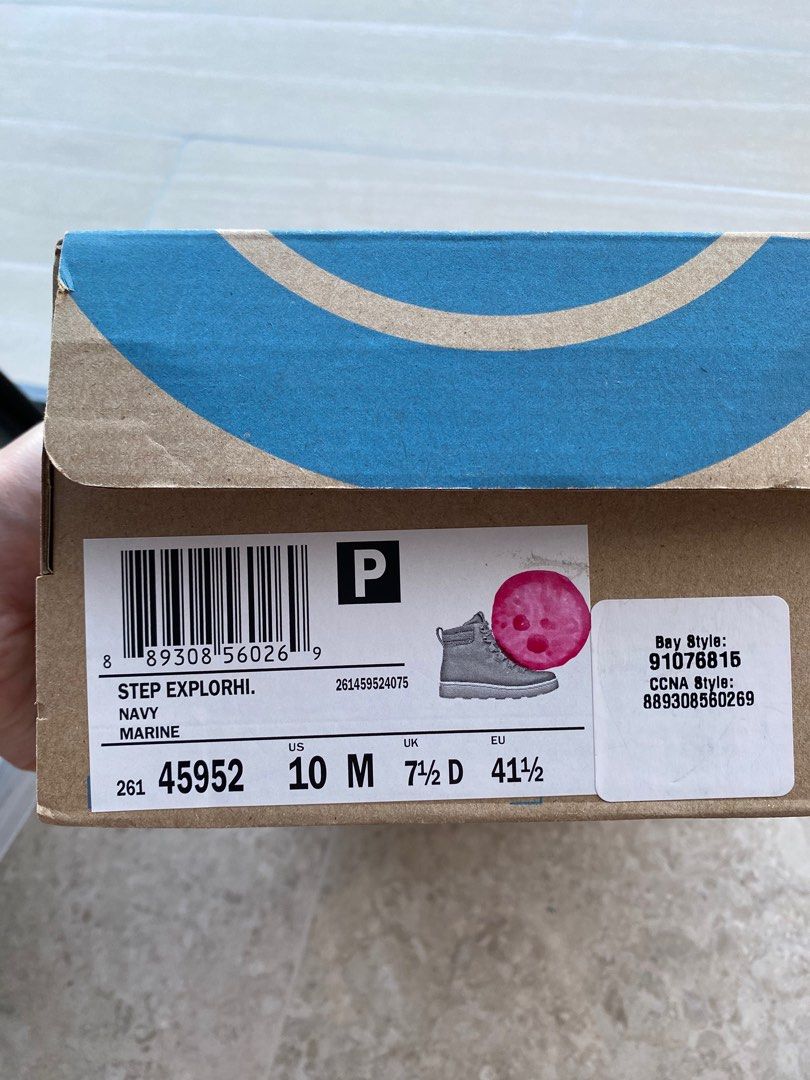 P
8 89308 56026 9
STEP EXPLORHI.
261459524075
NAVY
MARINE
US UK EU
261 45952 10 M 7½ D 41½
Bay Style:
91076815
CCNA Style:
889308560269